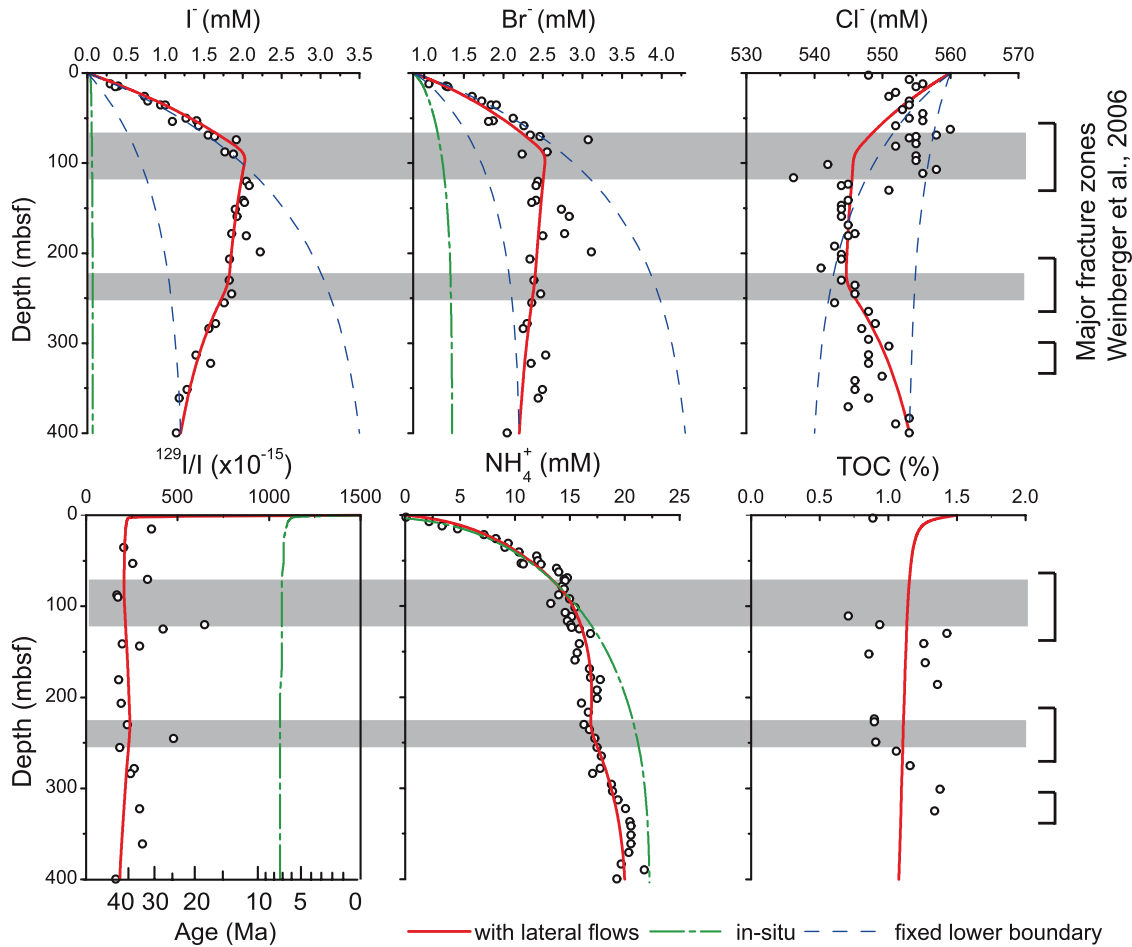 I⁻ (mM) Br⁻ (mM) Cl⁻ (mM)
0.0 0.5 1.0 1.5 2.0 2.5 3.0 3.5 1.0 1.5 2.0 2.5 3.0 3.5 4.0 530 540 550 560 570
0
100
200
300
400
Depth (mbsf)
Major fracture zones
Weinberger et al., 2006
¹²⁹I/I (x10⁻¹⁵) NH₄⁺ (mM) TOC (%)
0 500 1000 1500 0 5 10 15 20 25 0.0 0.5 1.0 1.5 2.0
0
100
200
300
400
Depth (mbsf)
40 30 20 10 5 0
Age (Ma)
with lateral flows in-situ fixed lower boundary